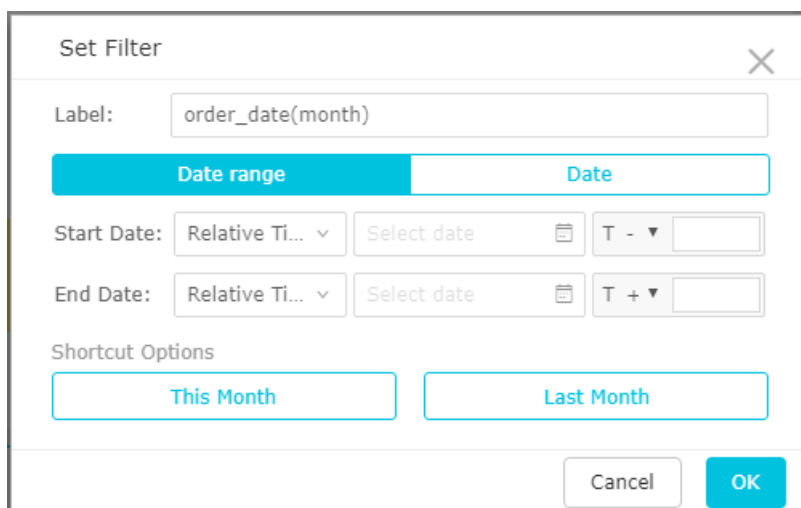 Set Filter
Label: order_date(month)
Date range Date
Start Date: Relative Ti... Select date T -
End Date: Relative Ti... Select date T +
Shortcut Options
This Month Last Month
Cancel OK